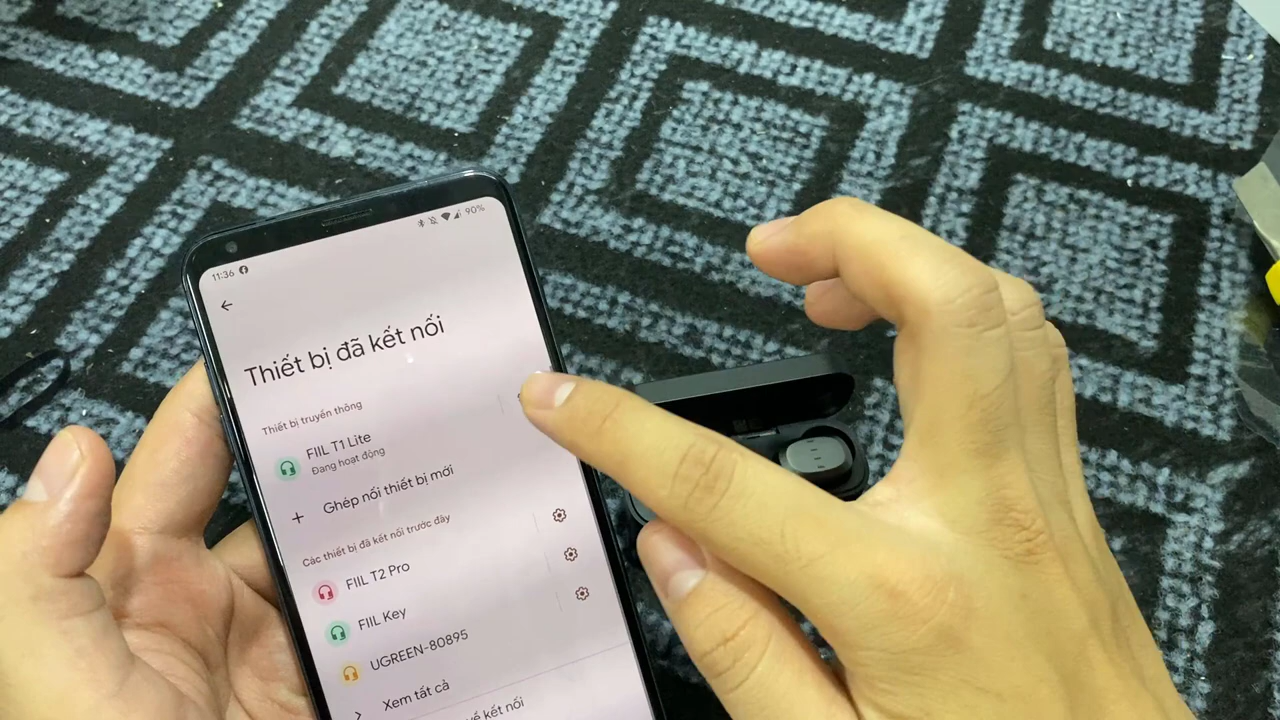 11:36
90%
Thiết bị đã kết nối
Thiết bị truyền thông
FIIL T1 Lite
Đang hoạt động
Ghép nối thiết bị mới
Các thiết bị đã kết nối trước đây
FIIL T2 Pro
FIIL Key
UGREEN-80895
Xem tất cả
kết nối